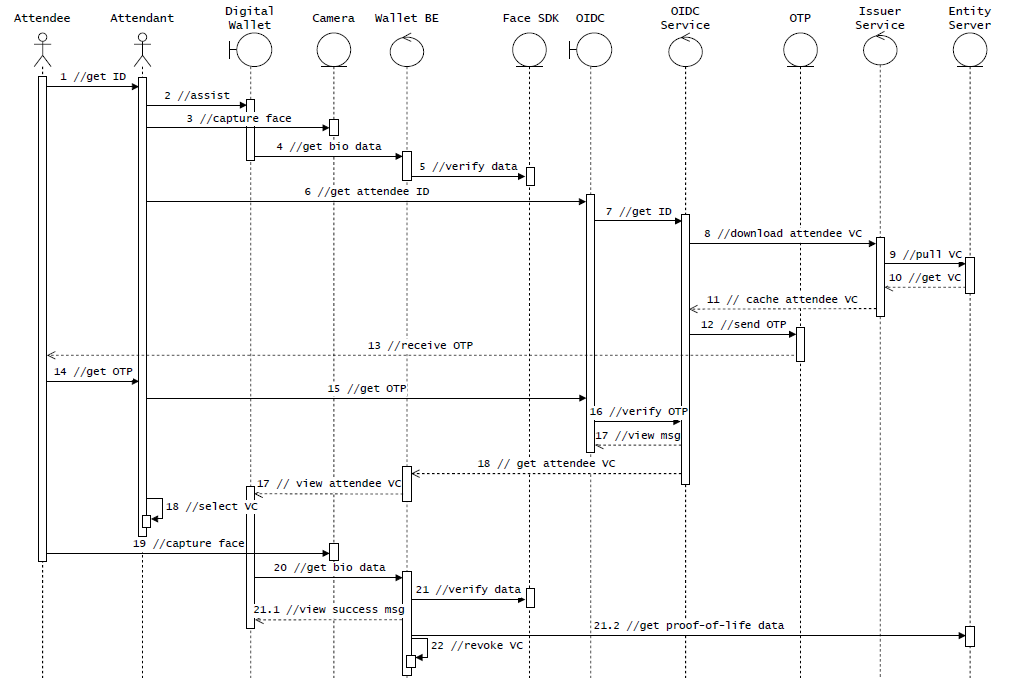 Attendee
Attendant
Digital
Wallet
Camera
Wallet BE
Face SDK
OIDC
OIDC
Service
OTP
Issuer
Service
Entity
Server
1 //get ID
2 //assist
3 //capture face
4 //get bio data
5 //verify data
6 //get attendee ID
7 //get ID
8 //download attendee VC
9 //pull VC
10 //get VC
11 // cache attendee VC
12 //send OTP
13 //receive OTP
14 //get OTP
15 //get OTP
16 //verify OTP
17 //view msg
18 // get attendee VC
17 // view attendee VC
18 //select VC
19 //capture face
20 //get bio data
21 //verify data
21.1 //view success msg
21.2 //get proof-of-life data
22 //revoke VC